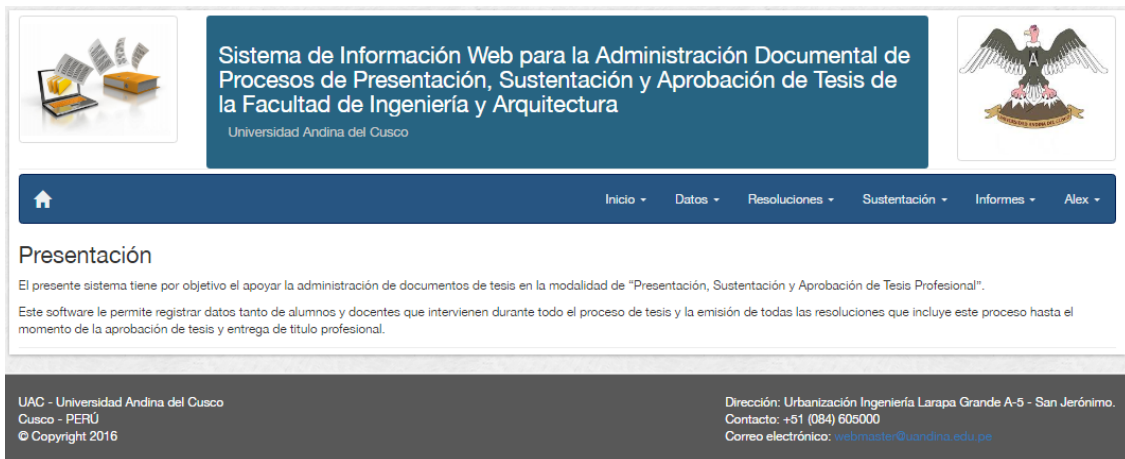 Sistema de Información Web para la Administración Documental de
Procesos de Presentación, Sustentación y Aprobación de Tesis de
la Facultad de Ingeniería y Arquitectura
Universidad Andina del Cusco
A
UNIVERSIDAD ANDINA DEL CUSCO
Inicio Datos Resoluciones Sustentación Informes Alex
Presentación
El presente sistema tiene por objetivo el apoyar la administración de documentos de tesis en la modalidad de "Presentación, Sustentación y Aprobación de Tesis Profesional".
Este software le permite registrar datos tanto de alumnos y docentes que intervienen durante todo el proceso de tesis y la emisión de todas las resoluciones que incluye este proceso hasta el
momento de la aprobación de tesis y entrega de titulo profesional.
UAC - Universidad Andina del Cusco
Cusco - PERÚ
© Copyright 2016
Dirección: Urbanización Ingeniería Larapa Grande A-5 - San Jerónimo.
Contacto: +51 (084) 605000
Correo electrónico: webmaster@uandina.edu.pe